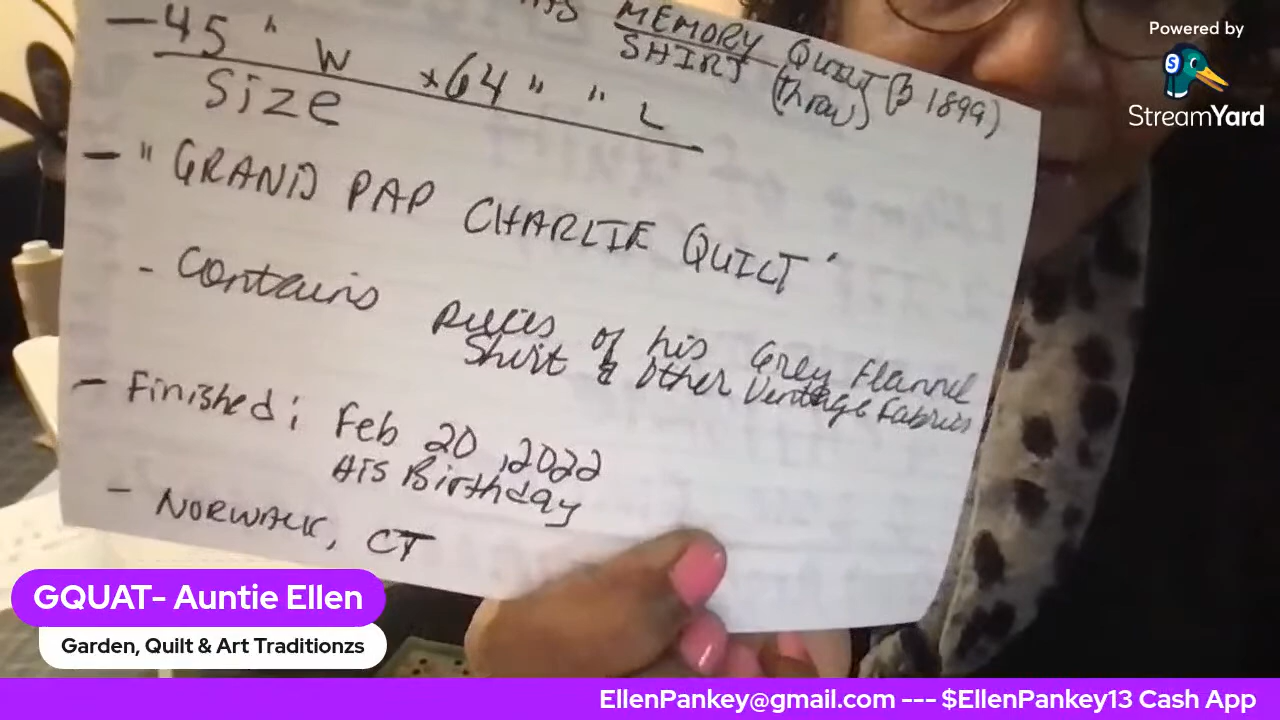 MEMORY QUILT (B 1899)
SHIRT (throw)
- 45 " W x 64 " " L
Size
- " GRAND PAP CHARLIE QUILT "
- Contains pieces of his Grey Flannel
Shirt & Other Vintage Fabrics
- Finished; Feb 20, 2022
His Birthday
- NORWALK, CT
Powered by
S
StreamYard
GQUAT- Auntie Ellen
Garden, Quilt & Art Traditionzs
EllenPankey@gmail.com --- $EllenPankey13 Cash App